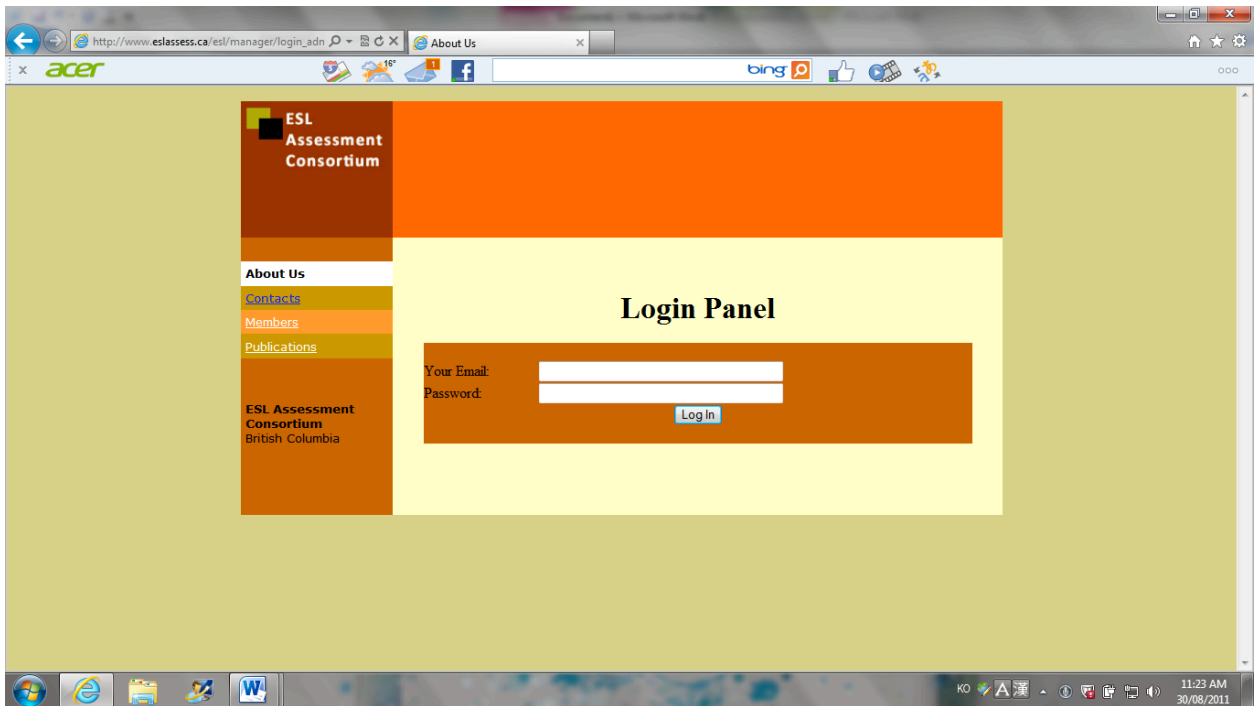 http://www.eslassess.ca/esl/manager/login_adn
About Us
acer
16°
1
f
bing
ESL
Assessment
Consortium
About Us
Contacts
Members
Publications
ESL Assessment
Consortium
British Columbia
Login Panel
Your Email:
Password:
Log In
W
KO
A
漢
11:23 AM
30/08/2011